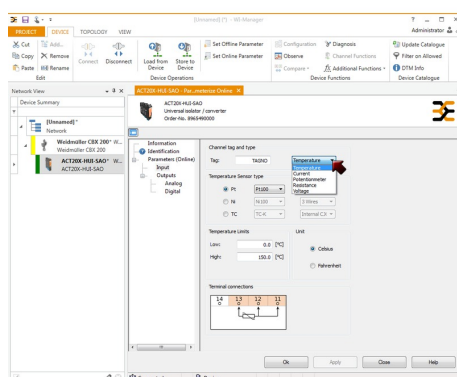 [Unnamed] (*) - HI-Manager
PROJECT DEVICE TOPOLOGY VIEW
Administrator
Cut Add...
Copy Remove
Paste Rename
Connect Disconnect
Load from Device Store to Device
Set Offline Parameter
Set Online Parameter
Configuration Diagnosis
Observe Channel Functions
Compare Additional Functions
Update Catalogue
Filter on Allowed
DTM Info
Edit Device Operations Device Functions Device Catalogue
Network View
Device Summary
[Unnamed]*
Network
Weidmüller CBX 200* W...
Weidmüller CBX 200
ACT20X-HUI-SAO* W...
ACT20X-HUI-SAO
ACT20X-HUI-SAO - Par...meterize Online
ACT20X-HUI-SAO
Universal isolator / converter
Order-No. 8965490000
Information
Identification
Parameters (Online)
Input
Outputs
Analog
Digital
Channel tag and type
Tag: TAGNO Temperature
Temperature
Current
Potentionmeter
Resistance
Voltage
Temperature Sensor type
Pt Pt100
Ni Ni100 3 Wires
TC TC-K Internal CJC
Temperature Limits Unit
Low: 0.0 [°C]
High: 150.0 [°C]
Celsius
Fahrenheit
Terminal connections
14 13 12 11
Ok Apply Close Help